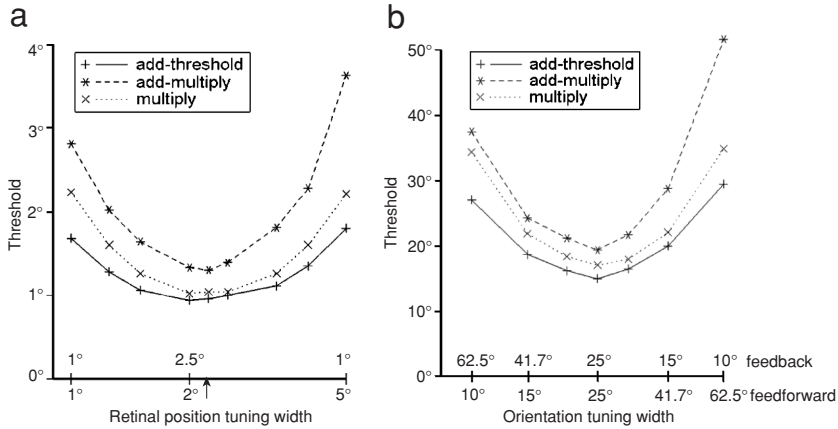 a
4°
3°
2°
1°
0°
Threshold
add-threshold
add-multiply
multiply
1° 2.5° 1°
1° 2° 5°
Retinal position tuning width
b
50°
40°
30°
20°
10°
0°
Threshold
add-threshold
add-multiply
multiply
62.5° 41.7° 25° 15° 10° feedback
10° 15° 25° 41.7° 62.5° feedforward
Orientation tuning width